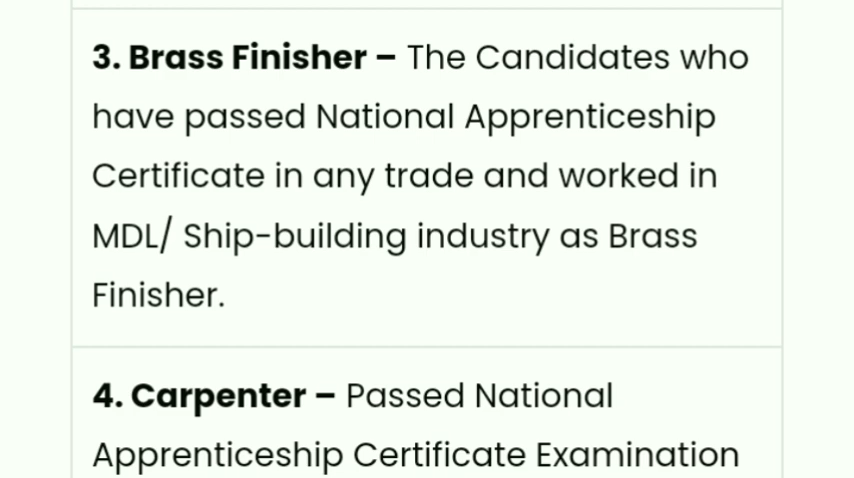 3. Brass Finisher – The Candidates who
have passed National Apprenticeship
Certificate in any trade and worked in
MDL/ Ship-building industry as Brass
Finisher.
4. Carpenter – Passed National
Apprenticeship Certificate Examination